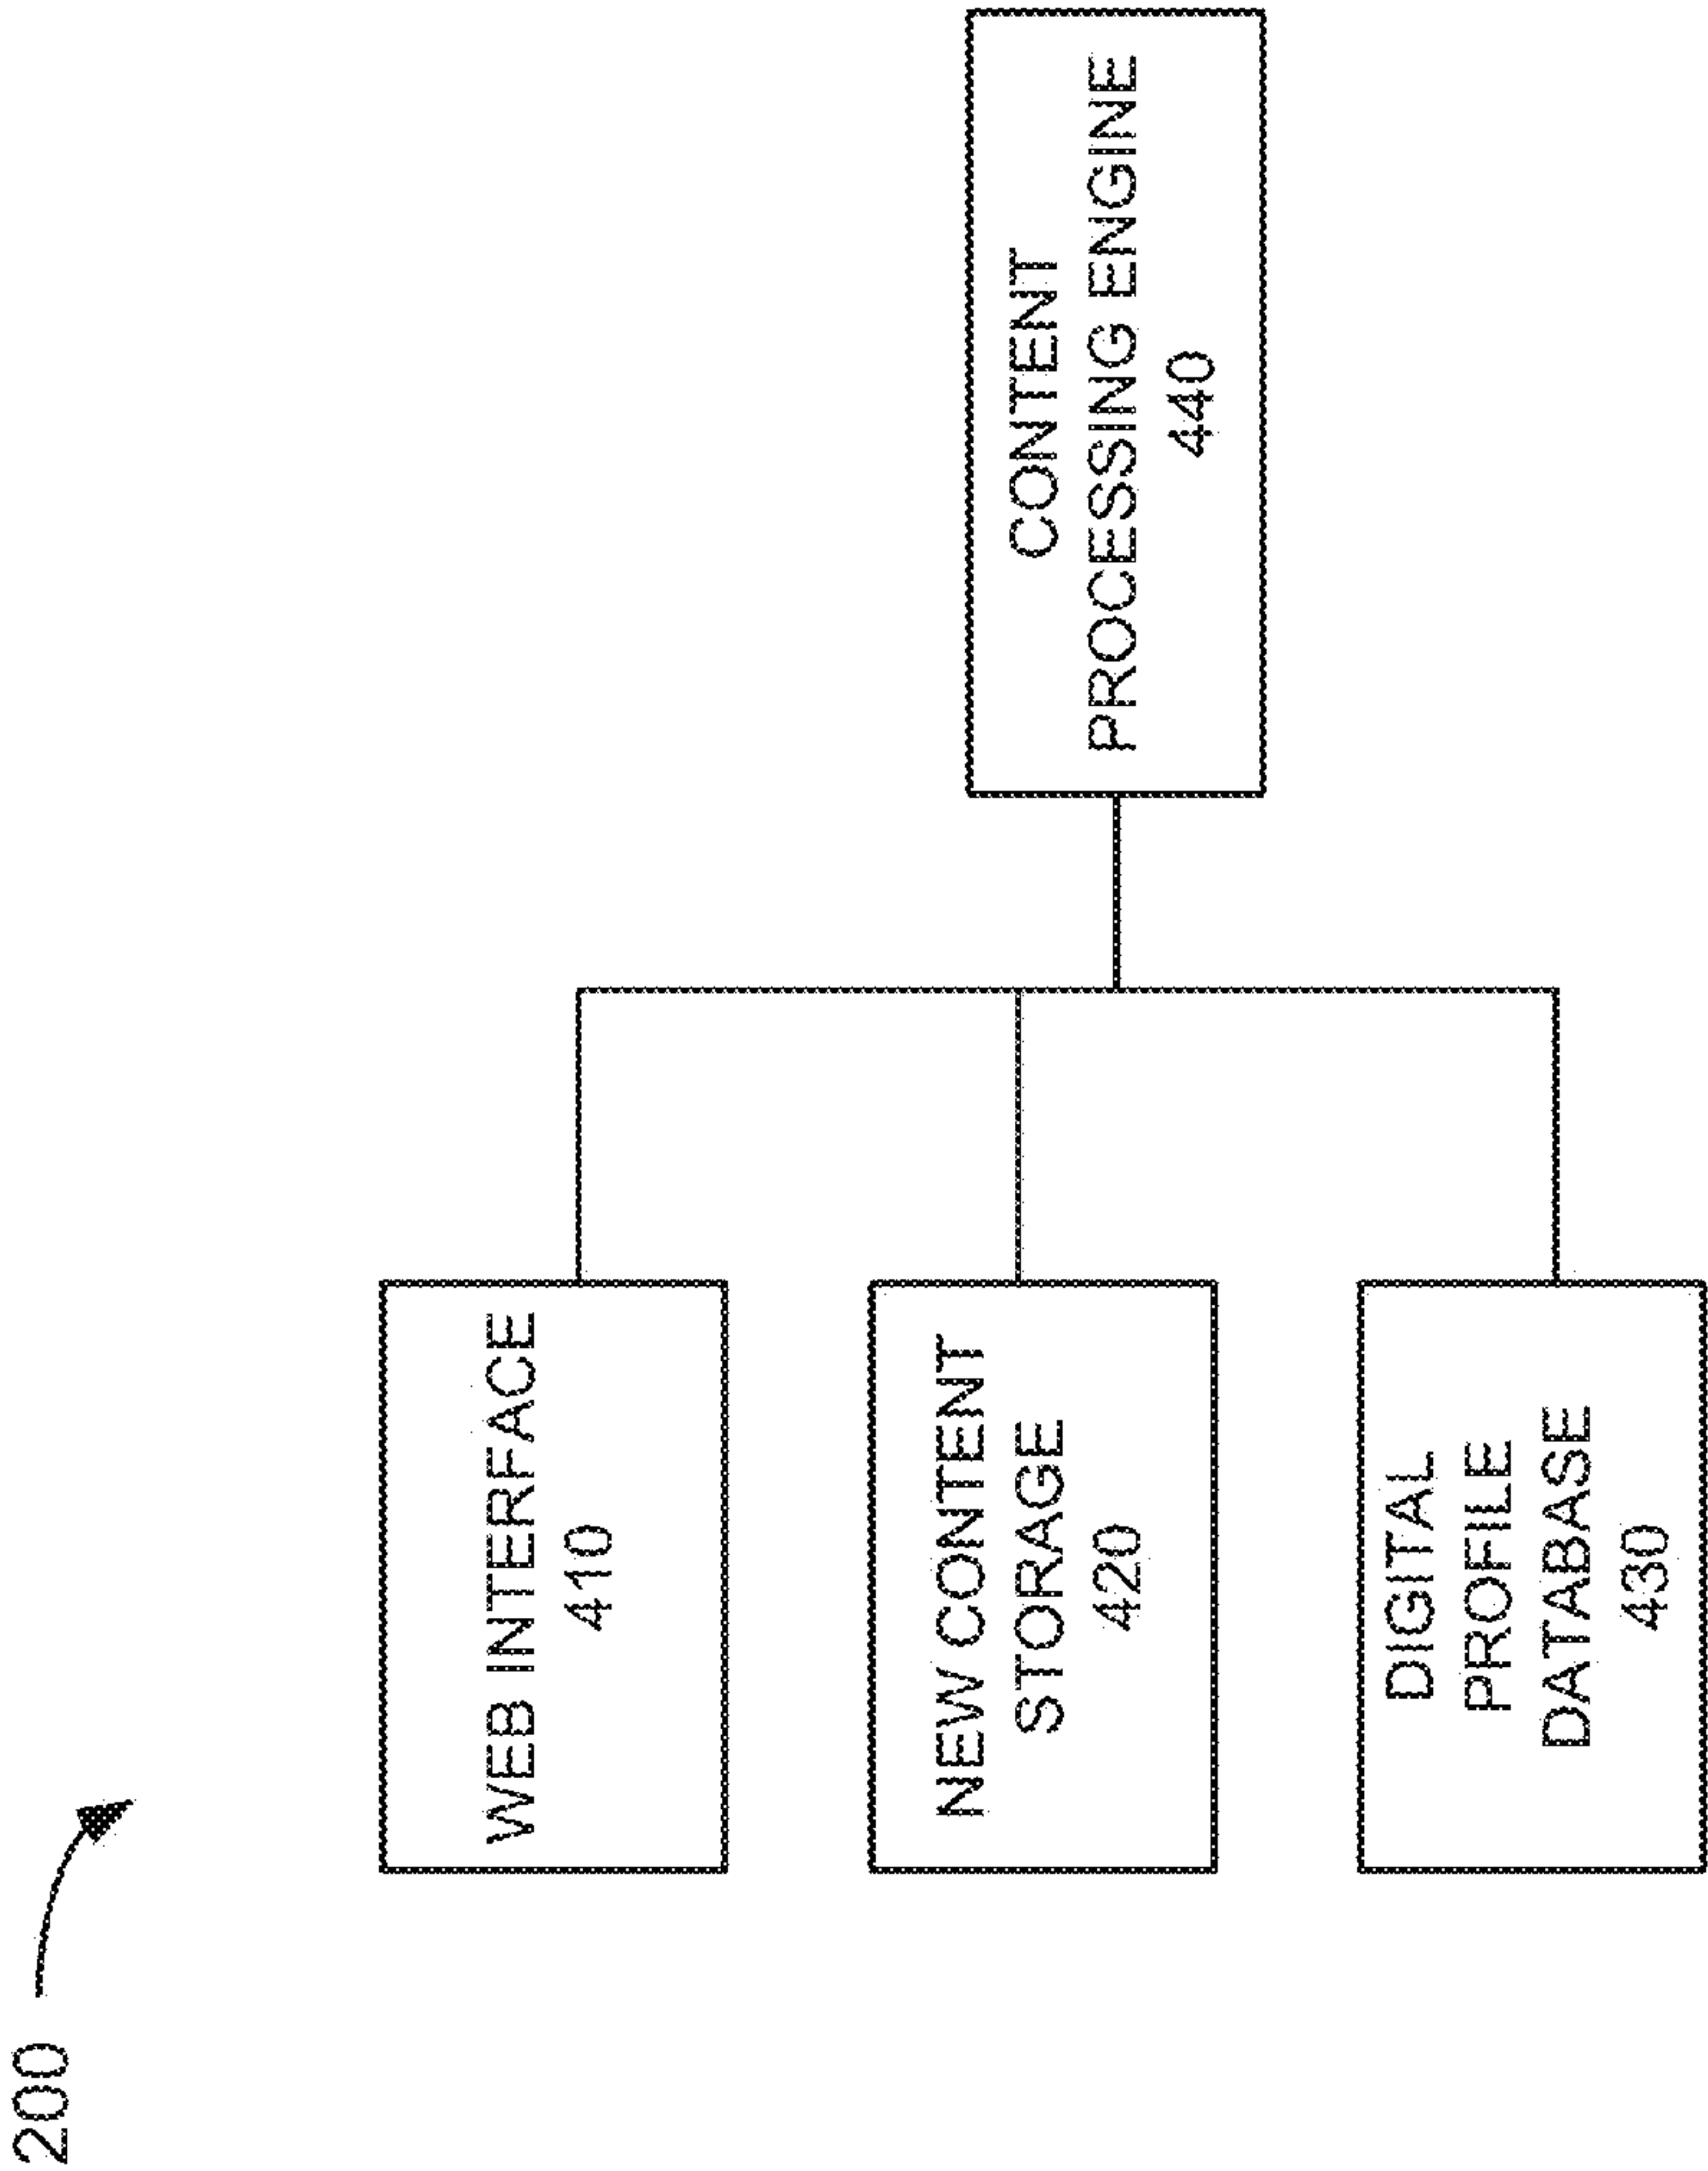 200
WEB INTERFACE
410
NEW CONTENT
STORAGE
420
DIGITAL
PROFILE
DATABASE
430
CONTENT
PROCESSING ENGINE
440